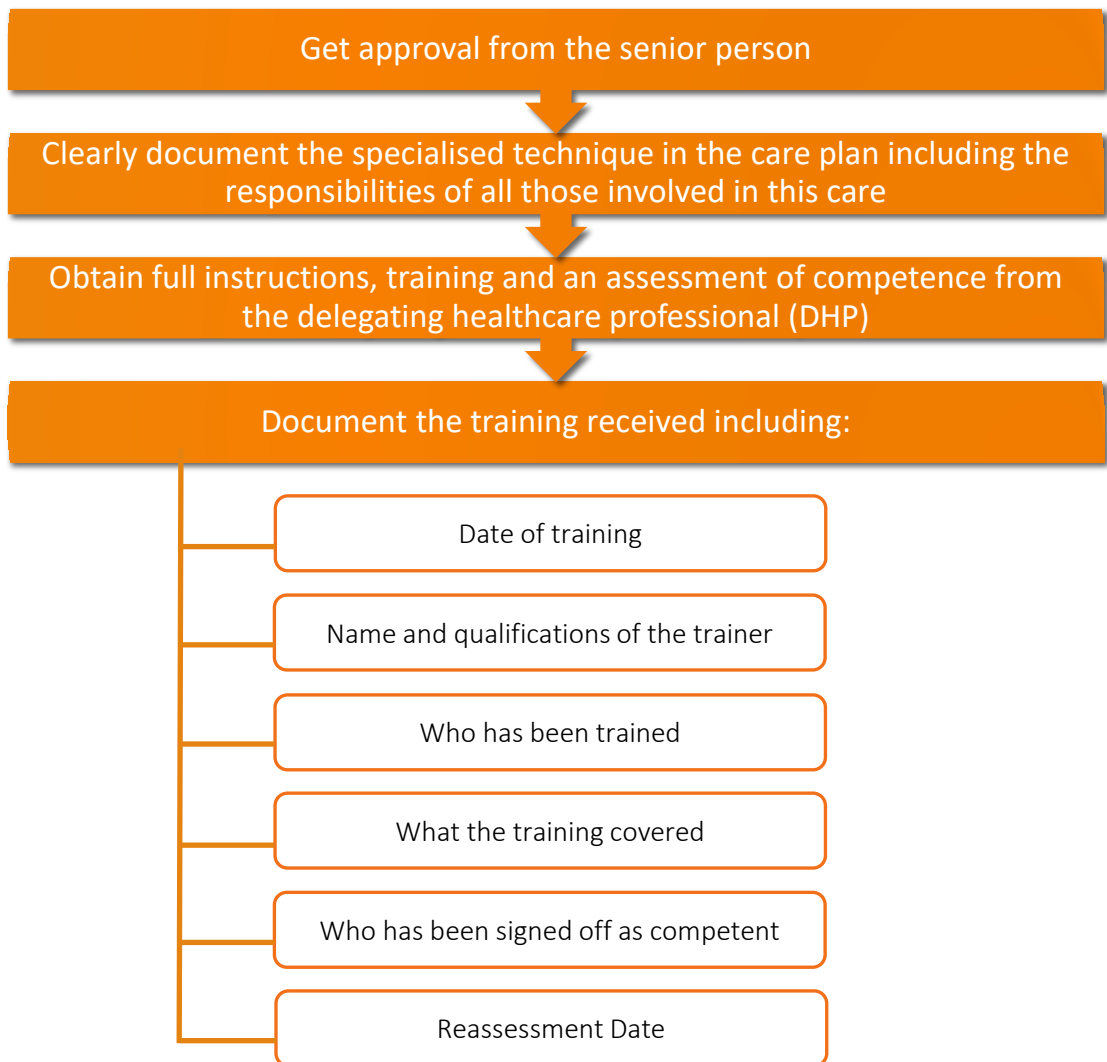 Get approval from the senior person
Clearly document the specialised technique in the care plan including the
responsibilities of all those involved in this care
Obtain full instructions, training and an assessment of competence from
the delegating healthcare professional (DHP)
Document the training received including:
Date of training
Name and qualifications of the trainer
Who has been trained
What the training covered
Who has been signed off as competent
Reassessment Date